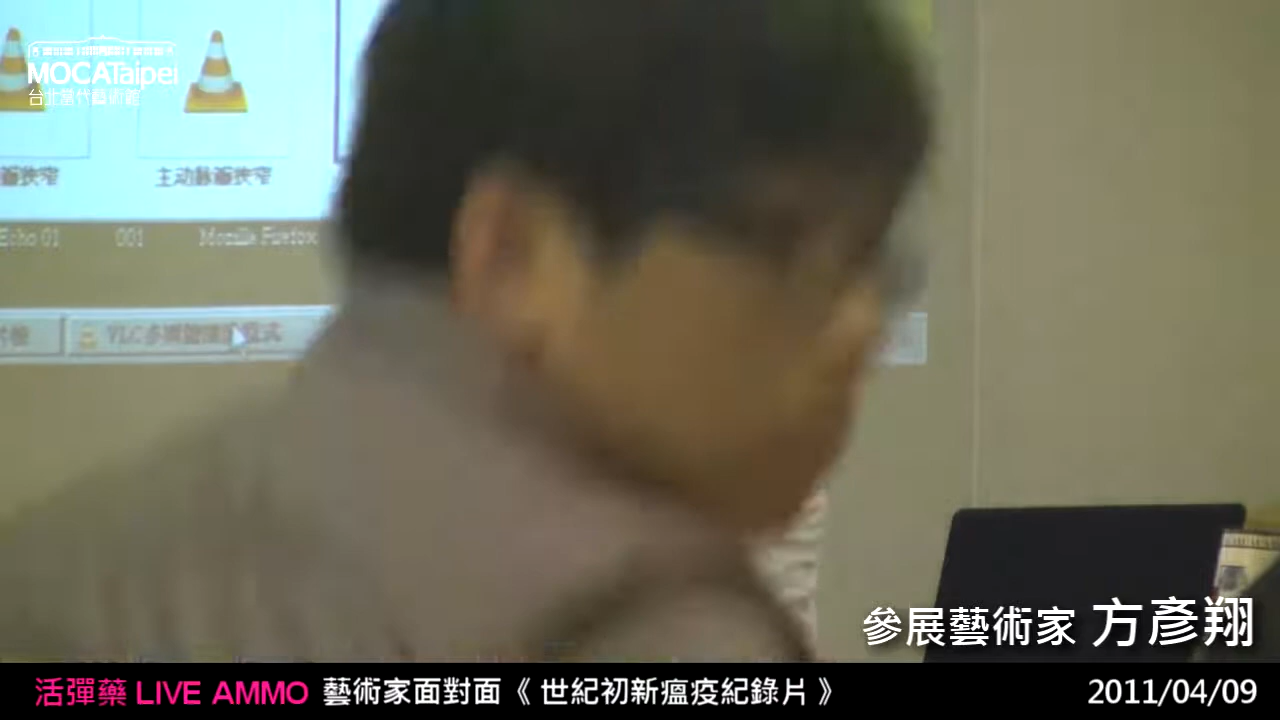 MOCATaipei
台北當代藝術館
主动脉瓣狭窄
Echo 01
001
Mozilla Firefox
參展藝術家 方彥翔
活彈藥 LIVE AMMO 藝術家面對面《 世紀初新瘟疫紀錄片 》
2011/04/09